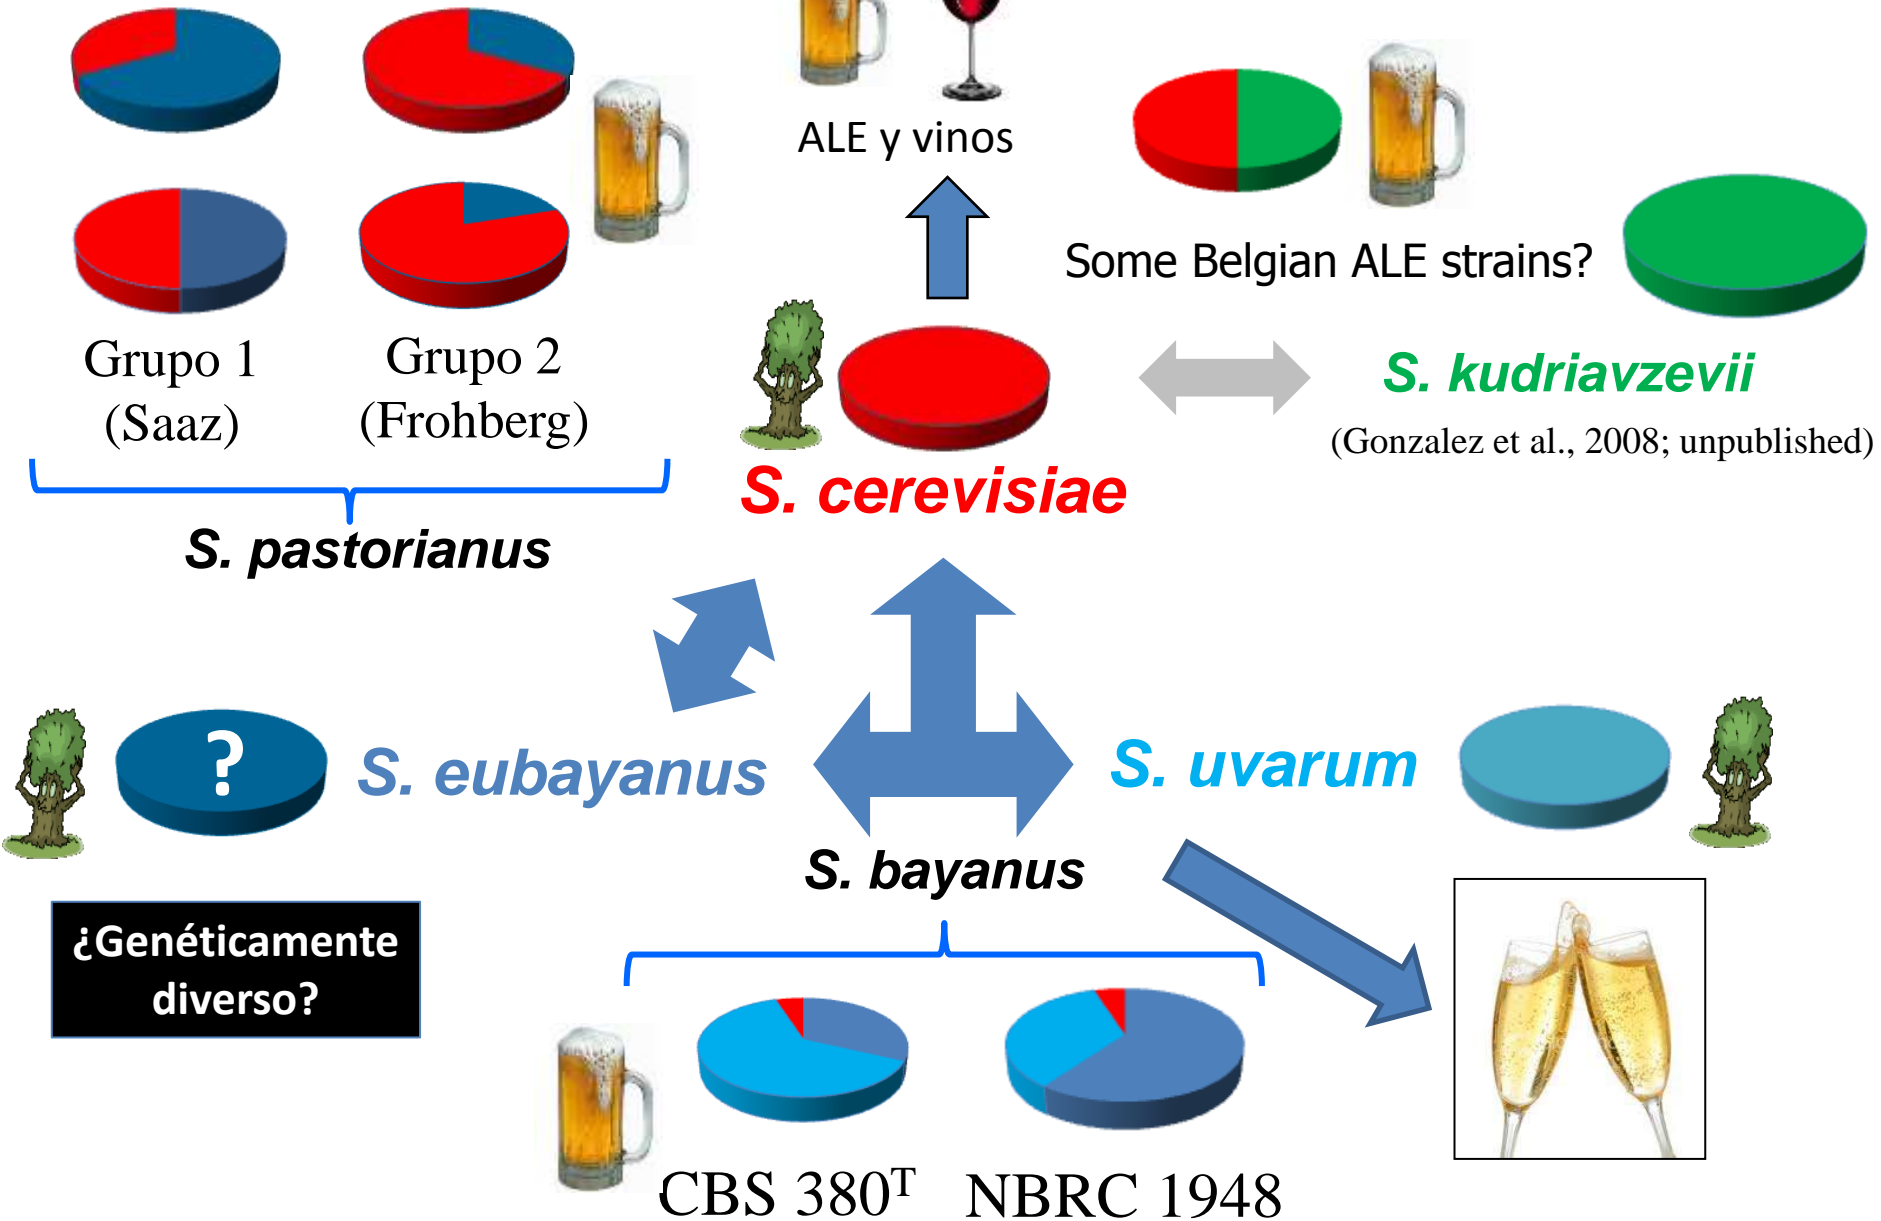 ALE y vinos
Some Belgian ALE strains?
Grupo 1
(Saaz)
Grupo 2
(Frohberg)
S. kudriavzevii
(Gonzalez et al., 2008; unpublished)
S. cerevisiae
S. pastorianus
?
S. eubayanus
S. uvarum
S. bayanus
¿Genéticamente
diverso?
CBS 380ᵀ
NBRC 1948